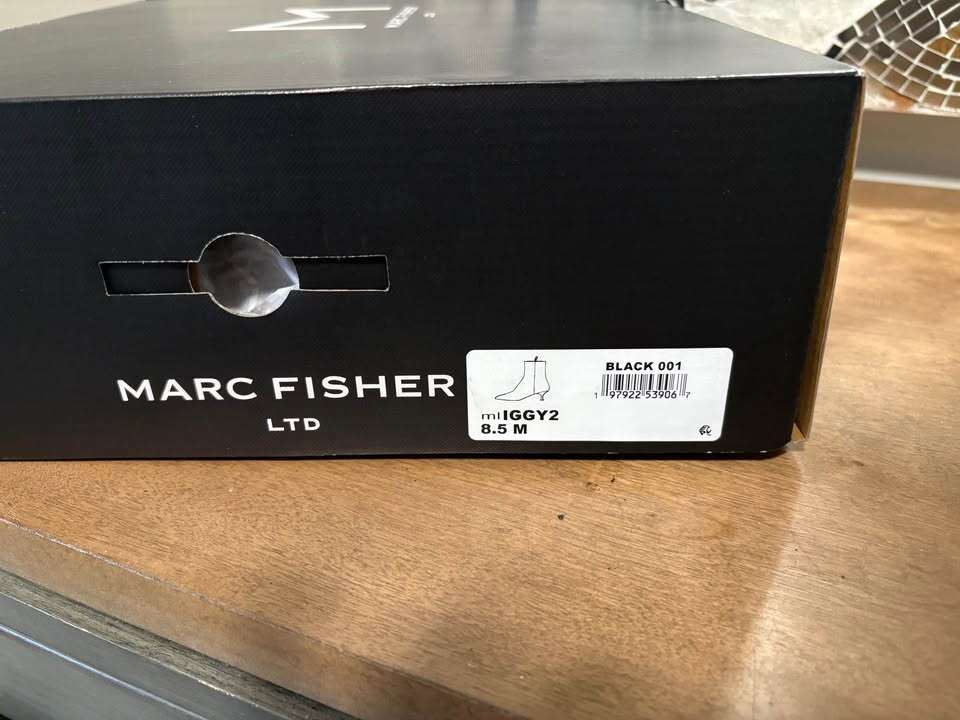 MARC FISHER
LTD
BLACK 001
1 97922 53906 7
mlIGGY2
8.5 M